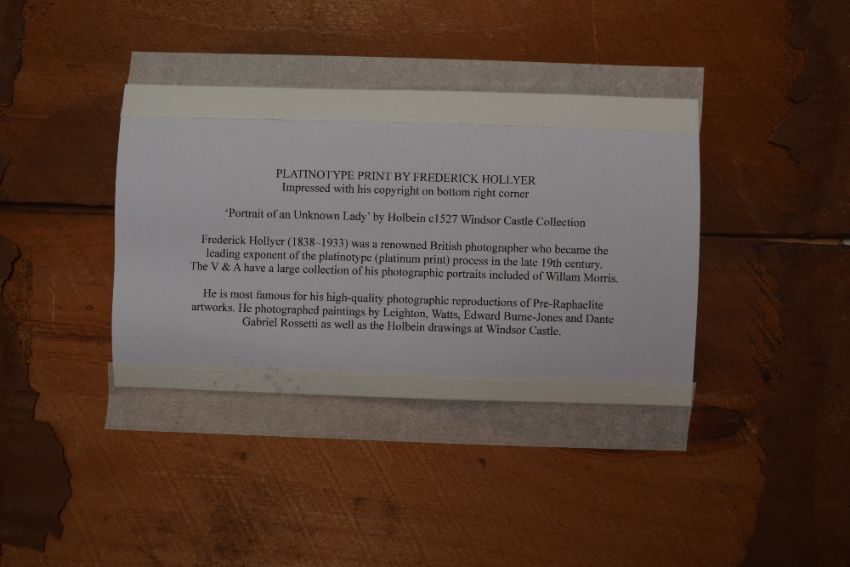 PLATINOTYPE PRINT BY FREDERICK HOLLYER
Impressed with his copyright on bottom right corner
‘Portrait of an Unknown Lady’ by Holbein c1527 Windsor Castle Collection
Frederick Hollyer (1838–1933) was a renowned British photographer who became the
leading exponent of the platinotype (platinum print) process in the late 19th century.
The V & A have a large collection of his photographic portraits included of Willam Morris.
He is most famous for his high-quality photographic reproductions of Pre-Raphaelite
artworks. He photographed paintings by Leighton, Watts, Edward Burne-Jones and Dante
Gabriel Rossetti as well as the Holbein drawings at Windsor Castle.